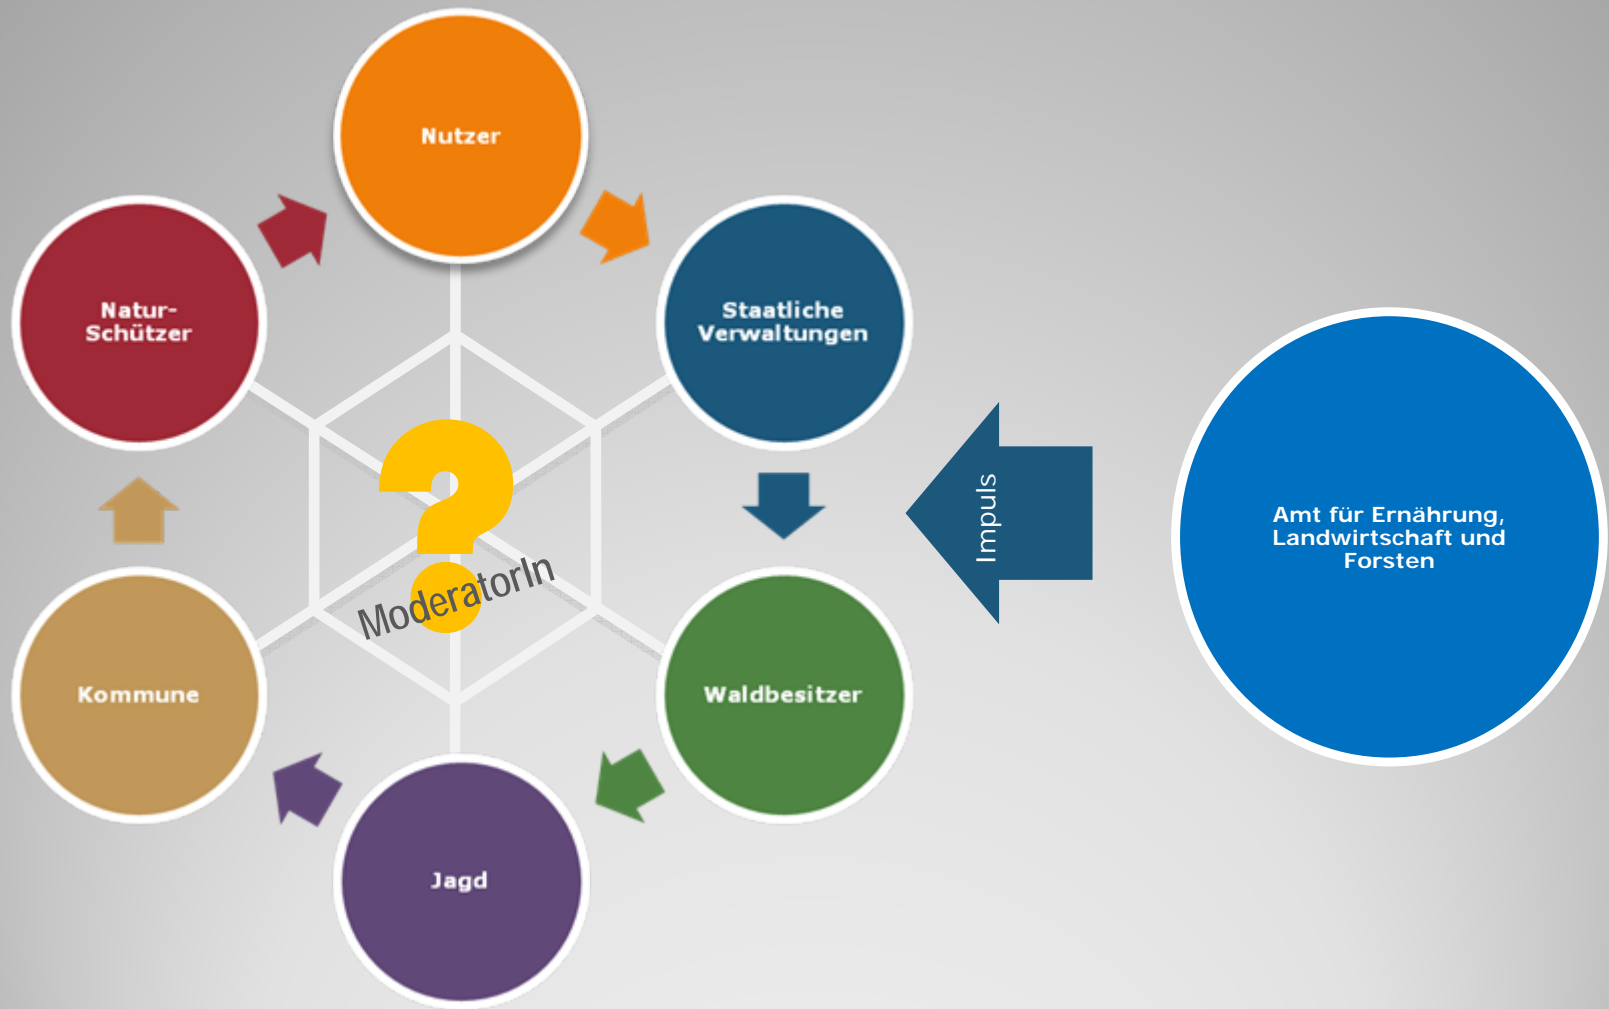 Nutzer
Natur-
Schützer
Staatliche
Verwaltungen
?
ModeratorIn
Impuls
Amt für Ernährung,
Landwirtschaft und
Forsten
Kommune
Waldbesitzer
Jagd